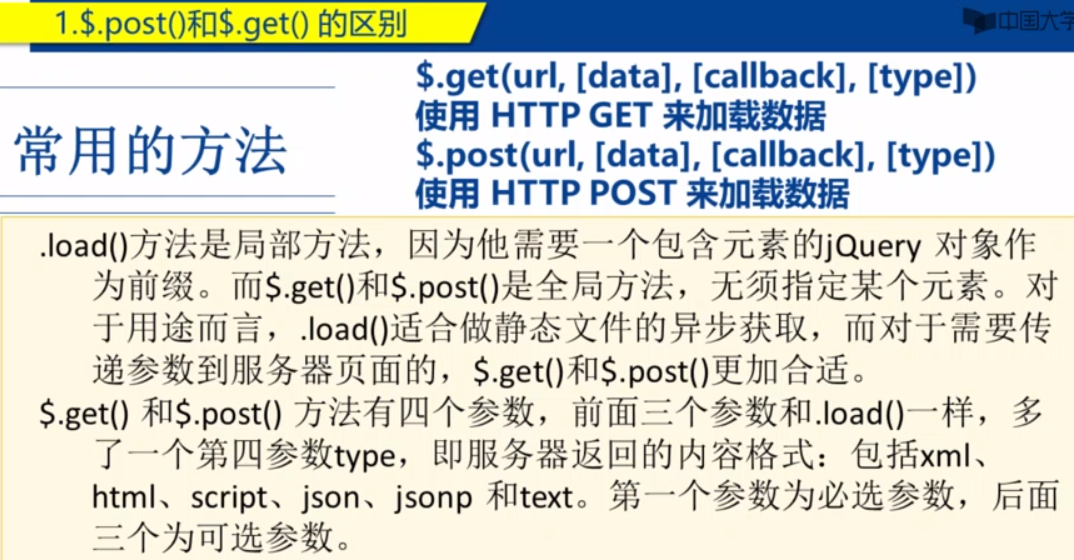 1.$.post()和$.get() 的区别
中国大学
常用的方法
$.get(url, [data], [callback], [type])
使用 HTTP GET 来加载数据
$.post(url, [data], [callback], [type])
使用 HTTP POST 来加载数据
.load()方法是局部方法，因为他需要一个包含元素的jQuery 对象作
为前缀。而$.get()和$.post()是全局方法，无须指定某个元素。对
于用途而言，.load()适合做静态文件的异步获取，而对于需要传
递参数到服务器页面的，$.get()和$.post()更加合适。
$.get() 和$.post() 方法有四个参数，前面三个参数和.load()一样，多
了一个第四参数type，即服务器返回的内容格式：包括xml、
html、script、json、jsonp 和text。第一个参数为必选参数，后面
三个为可选参数。